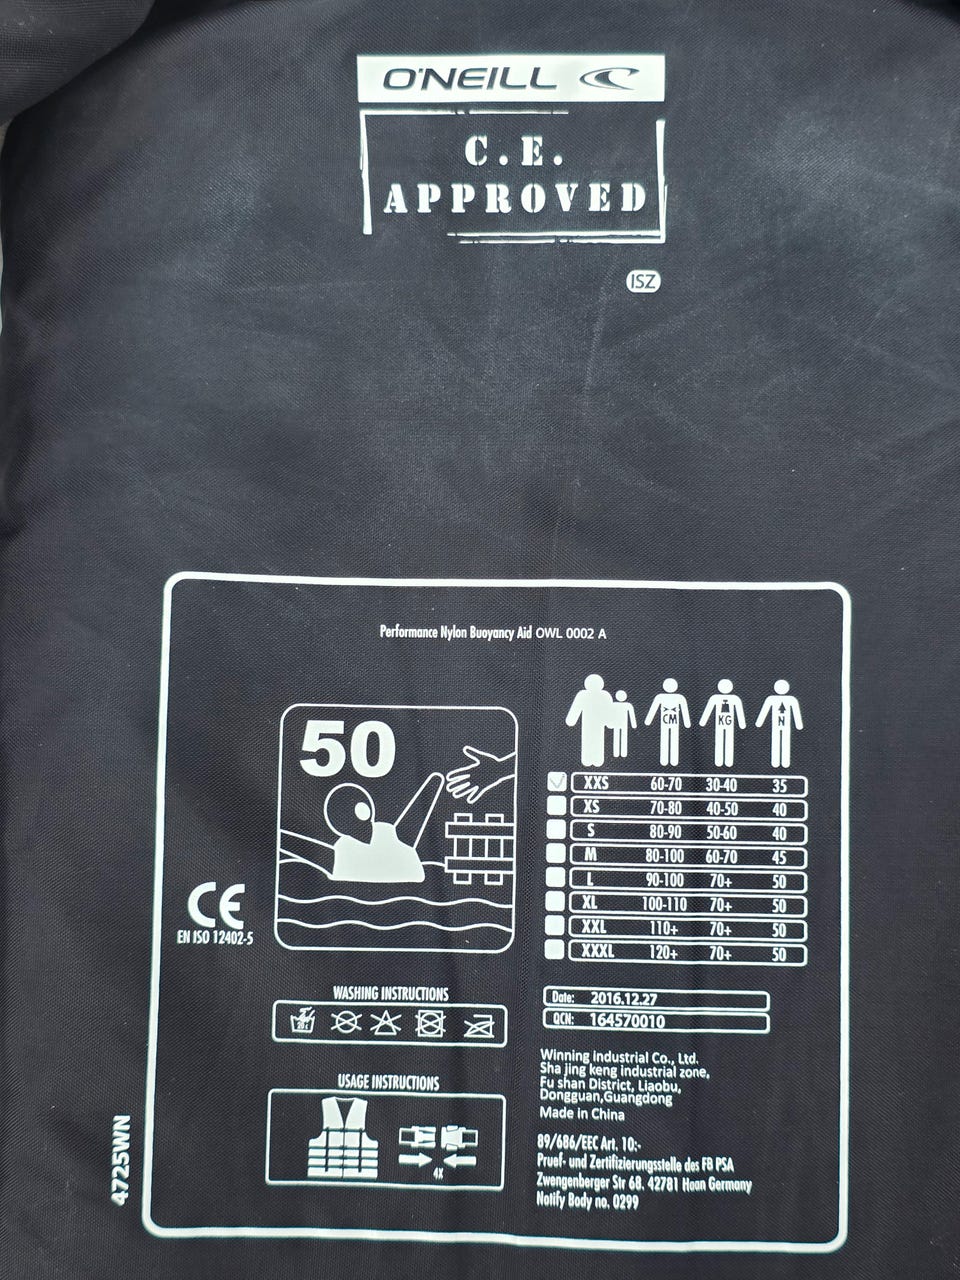 O'NEILL
C.E.
APPROVED
ISZ
Performance Nylon Buoyancy Aid OWL 0002 A
50
CM KG N
XXS 60-70 30-40 35
XS 70-80 40-50 40
S 80-90 50-60 40
M 80-100 60-70 45
L 90-100 70+ 50
XL 100-110 70+ 50
XXL 110+ 70+ 50
XXXL 120+ 70+ 50
CE
EN ISO 12402-5
WASHING INSTRUCTIONS
USAGE INSTRUCTIONS
4X
Date: 2016.12.27
QCN: 164570010
Winning Industrial Co., Ltd.
Sha jing keng industrial zone,
Fu shan District, Liaobu,
Dongguan,Guangdong
Made in China
89/686/EEC Art. 10:-
Pruef- und Zertifizierungsstelle des FB PSA
Zwengenberger Str 68. 42781 Haan Germany
Notify Body no. 0299
4725WN